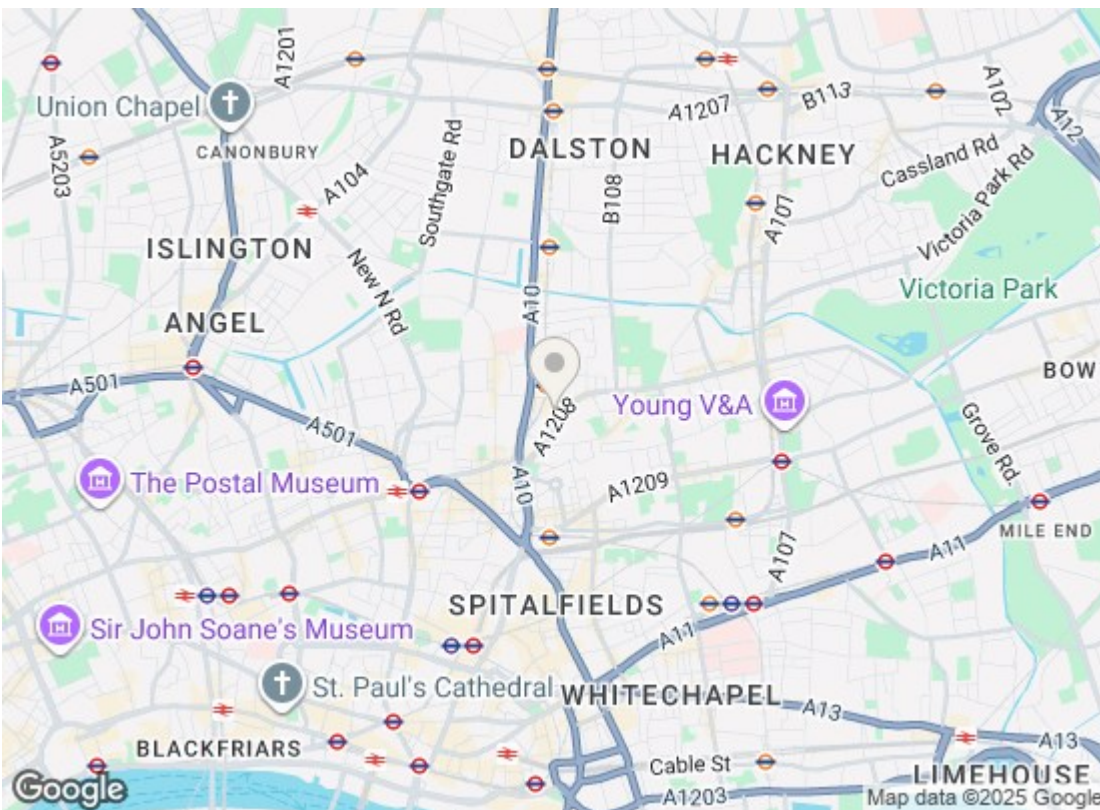 A1201
Union Chapel
A5203
CANONBURY
A104
Southgate Rd
DALSTON
B108
A1207
HACKNEY
B113
A102
A12
Cassland Rd
Victoria Park Rd
A107
ISLINGTON
New N Rd
A10
Victoria Park
ANGEL
A501
A501
A1208
Young V&A
BOW
Grove Rd.
The Postal Museum
A10
A1209
MILE END
A107
A11
SPITALFIELDS
Sir John Soane's Museum
A11
St. Paul's Cathedral
WHITECHAPEL
A13
BLACKFRIARS
Cable St
A13
LIMEHOUSE
A1203
Google
Map data ©2025 Google